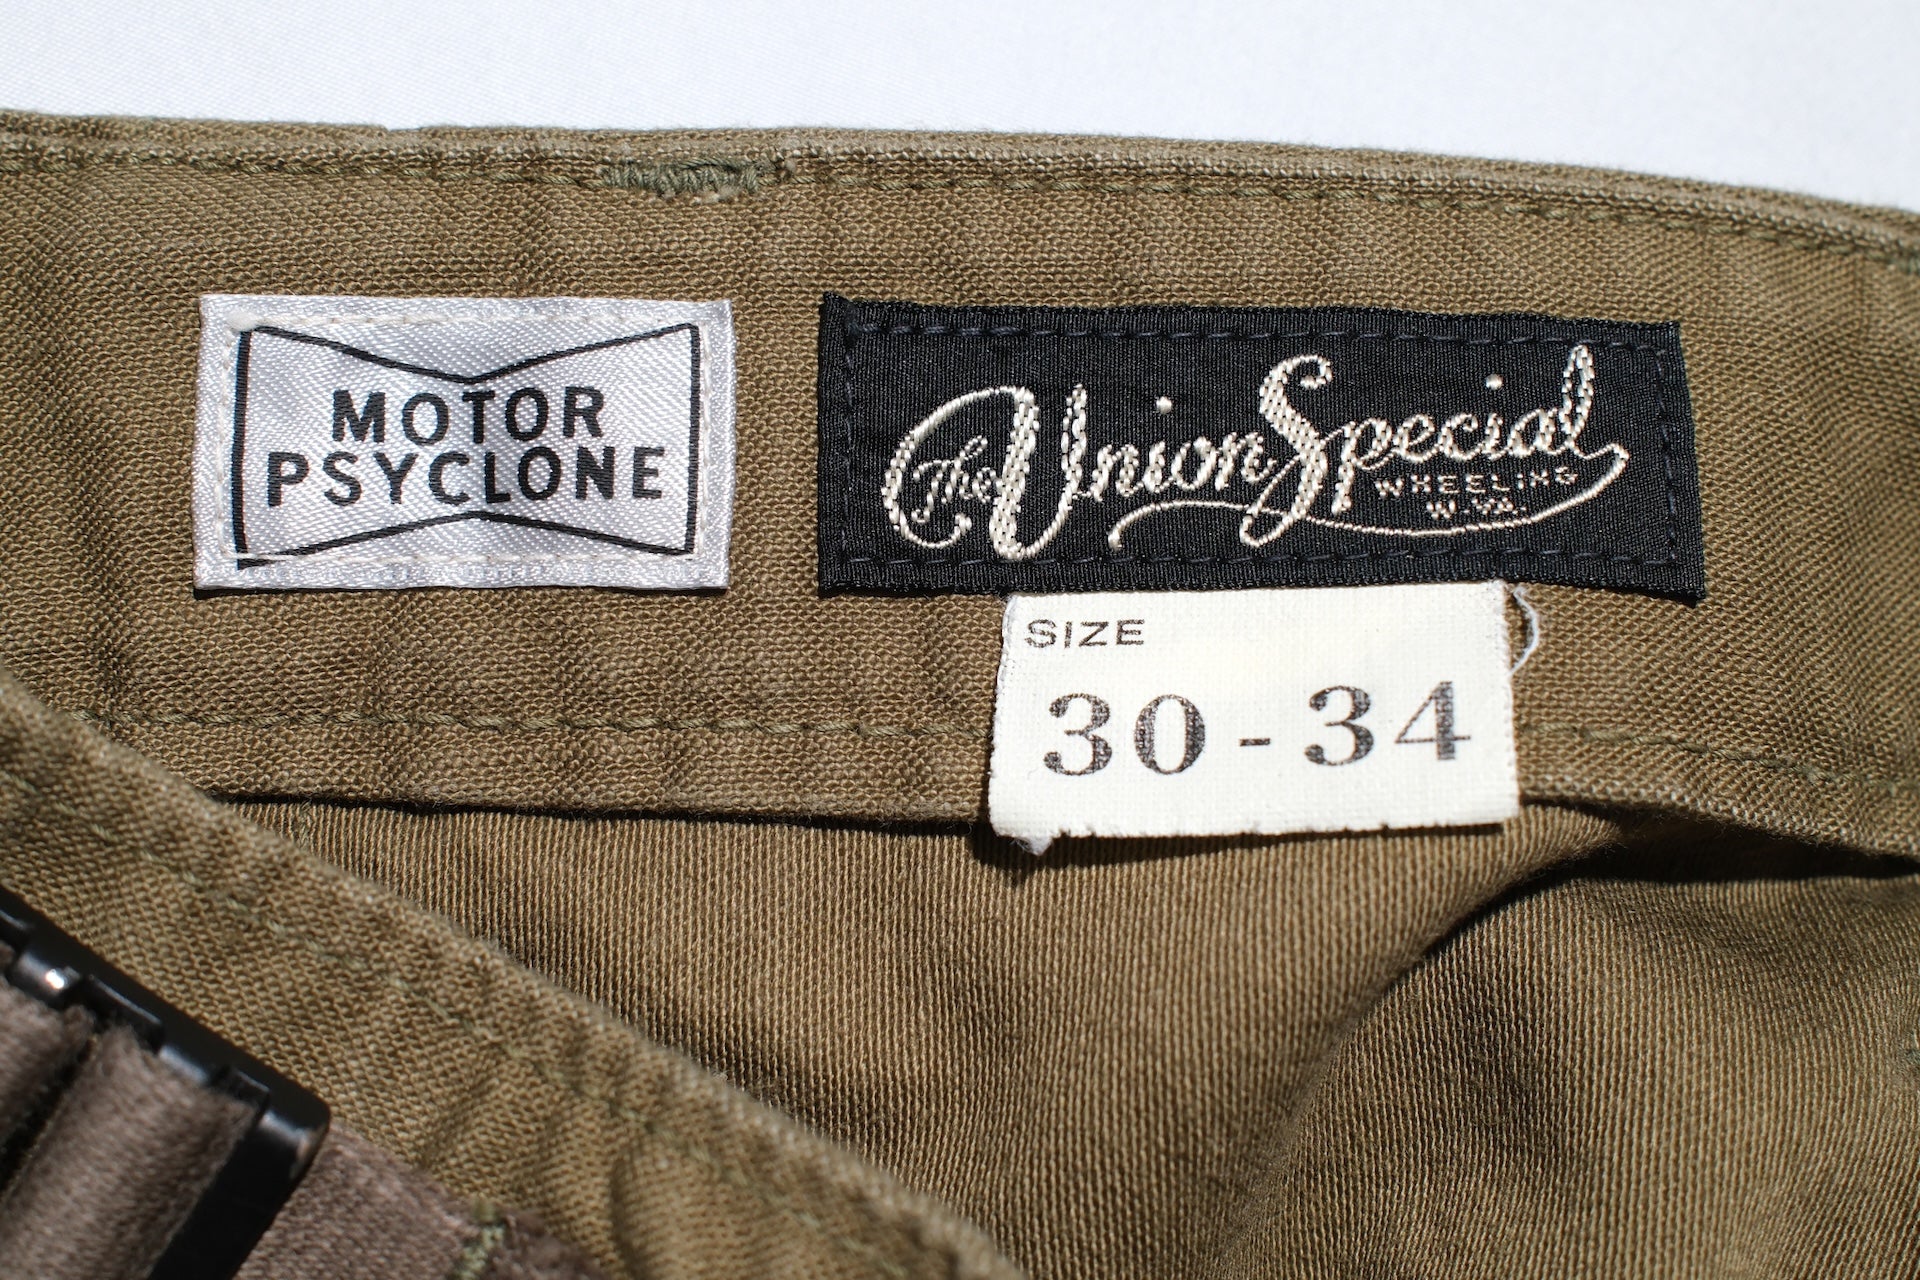 MOTOR
PSYCLONE
The Union Special
WHEELING
W-VA.
SIZE
30-34